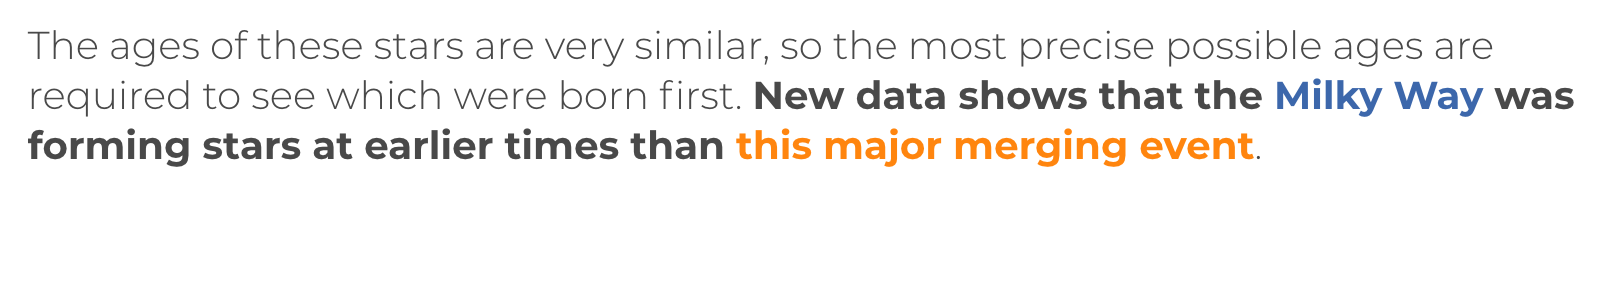 The ages of these stars are very similar, so the most precise possible ages are
required to see which were born first. New data shows that the Milky Way was
forming stars at earlier times than this major merging event.